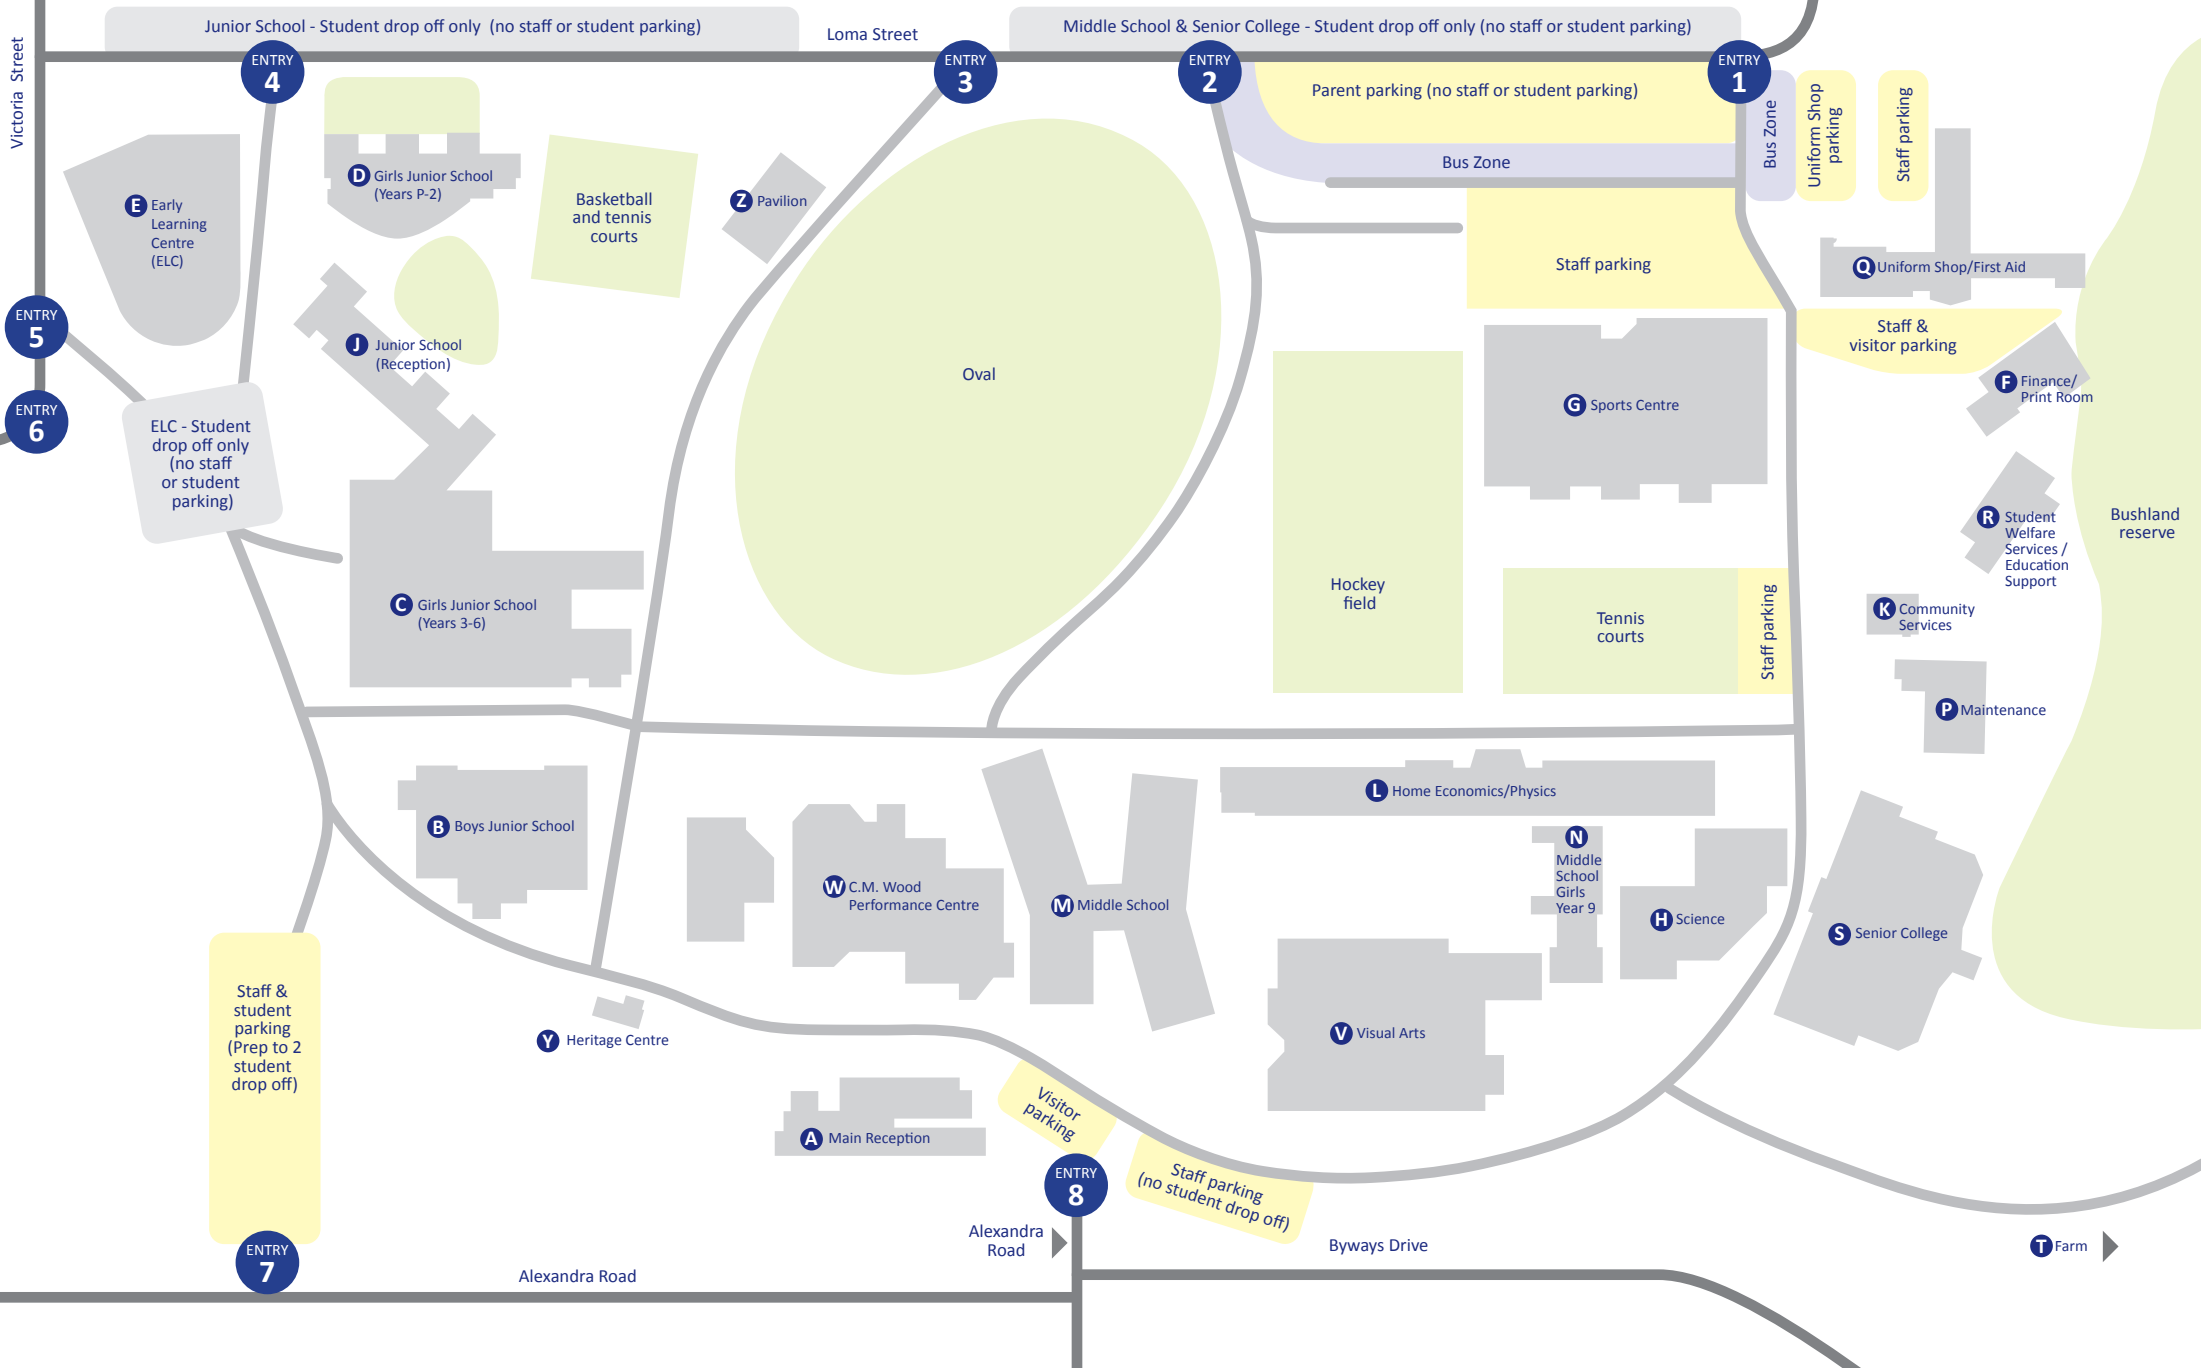 Junior School - Student drop off only (no staff or student parking)
Loma Street
Middle School & Senior College - Student drop off only (no staff or student parking)
Victoria Street
ENTRY
4
ENTRY
3
ENTRY
2
ENTRY
1
Parent parking (no staff or student parking)
Bus Zone
Bus Zone
Uniform Shop
parking
Staff parking
E Early
Learning
Centre
(ELC)
D Girls Junior School
(Years P-2)
Basketball
and tennis
courts
Z Pavilion
Staff parking
Q Uniform Shop/First Aid
ENTRY
5
ENTRY
6
J Junior School
(Reception)
Oval
Staff &
visitor parking
F Finance/
Print Room
G Sports Centre
ELC - Student
drop off only
(no staff
or student
parking)
R Student
Welfare
Services /
Education
Support
Bushland
reserve
C Girls Junior School
(Years 3-6)
Hockey
field
Tennis
courts
Staff parking
K Community
Services
P Maintenance
B Boys Junior School
L Home Economics/Physics
N
Middle
School
Girls
Year 9
W C.M. Wood
Performance Centre
M Middle School
H Science
S Senior College
Staff &
student
parking
(Prep to 2
student
drop off)
Y Heritage Centre
V Visual Arts
A Main Reception
Visitor
parking
Staff parking
(no student drop off)
ENTRY
8
ENTRY
7
Alexandra
Road
Alexandra Road
Byways Drive
T Farm